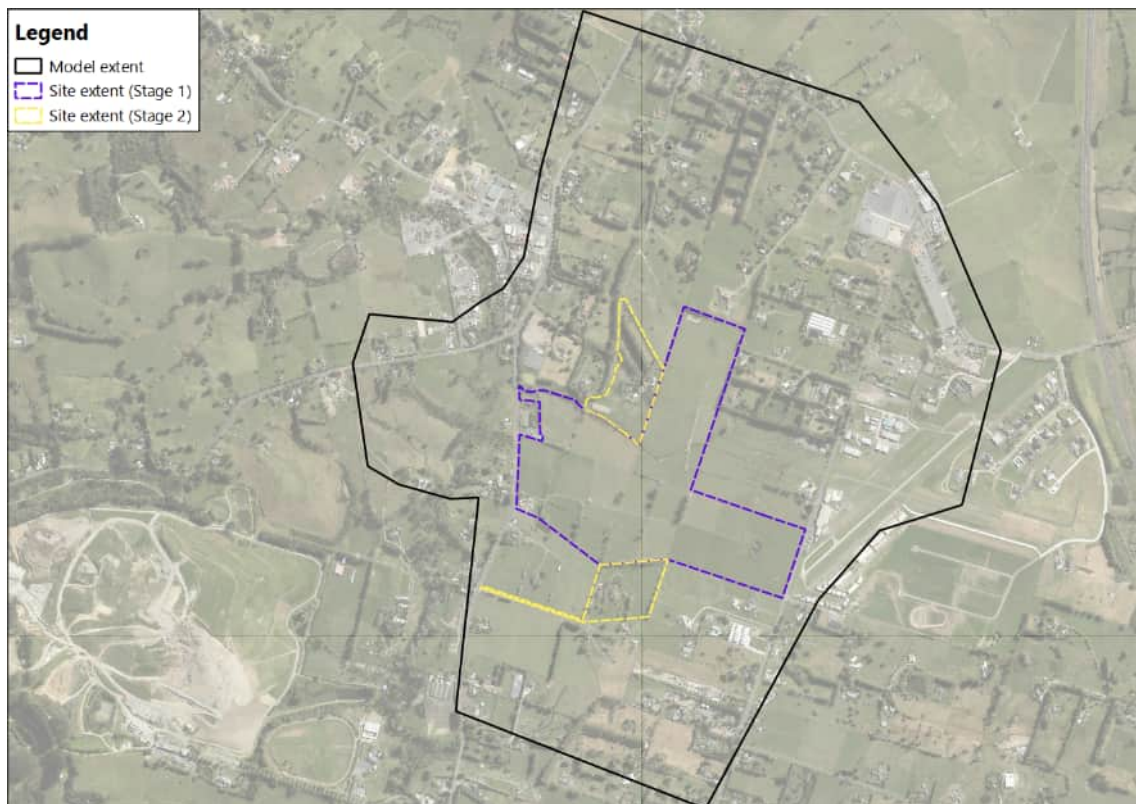 Legend
Model extent
Site extent (Stage 1)
Site extent (Stage 2)